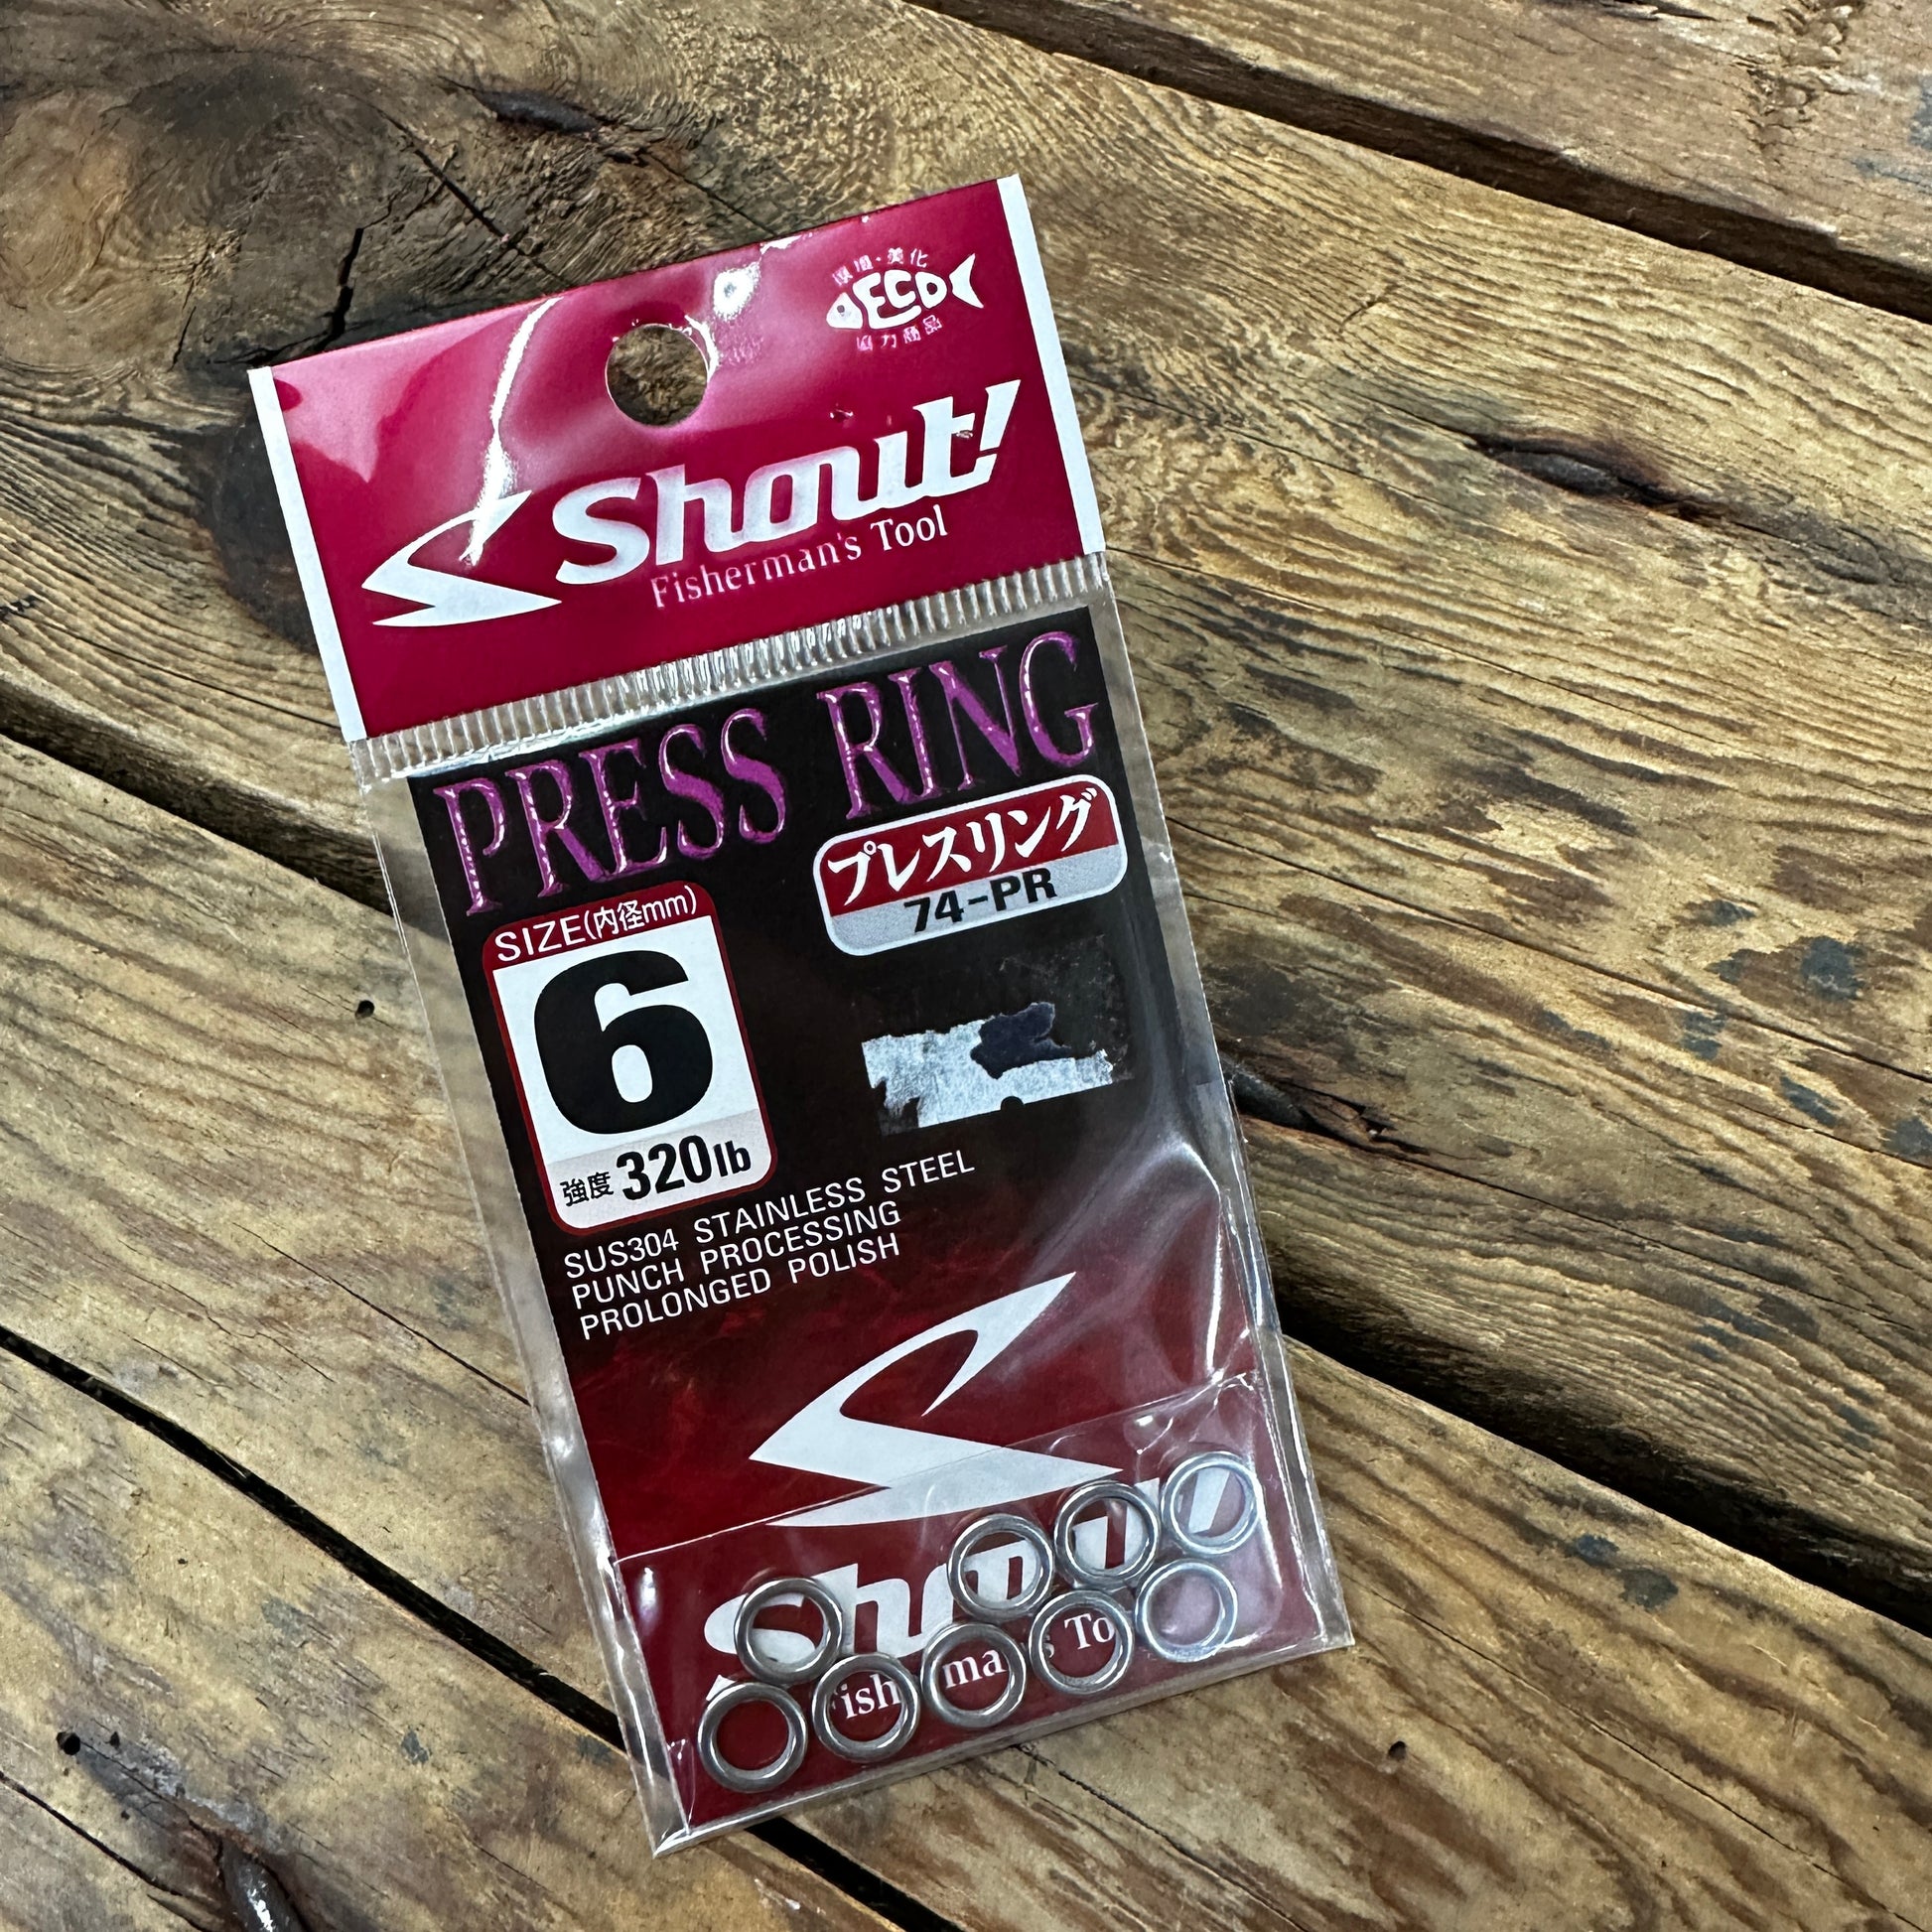 環境・美化
ECO
協力商品
Shout!
Fisherman's Tool
PRESS RING
プレスリング
74-PR
SIZE(内径mm)
6
強度 320lb
SUS304 STAINLESS STEEL
PUNCH PROCESSING
PROLONGED POLISH